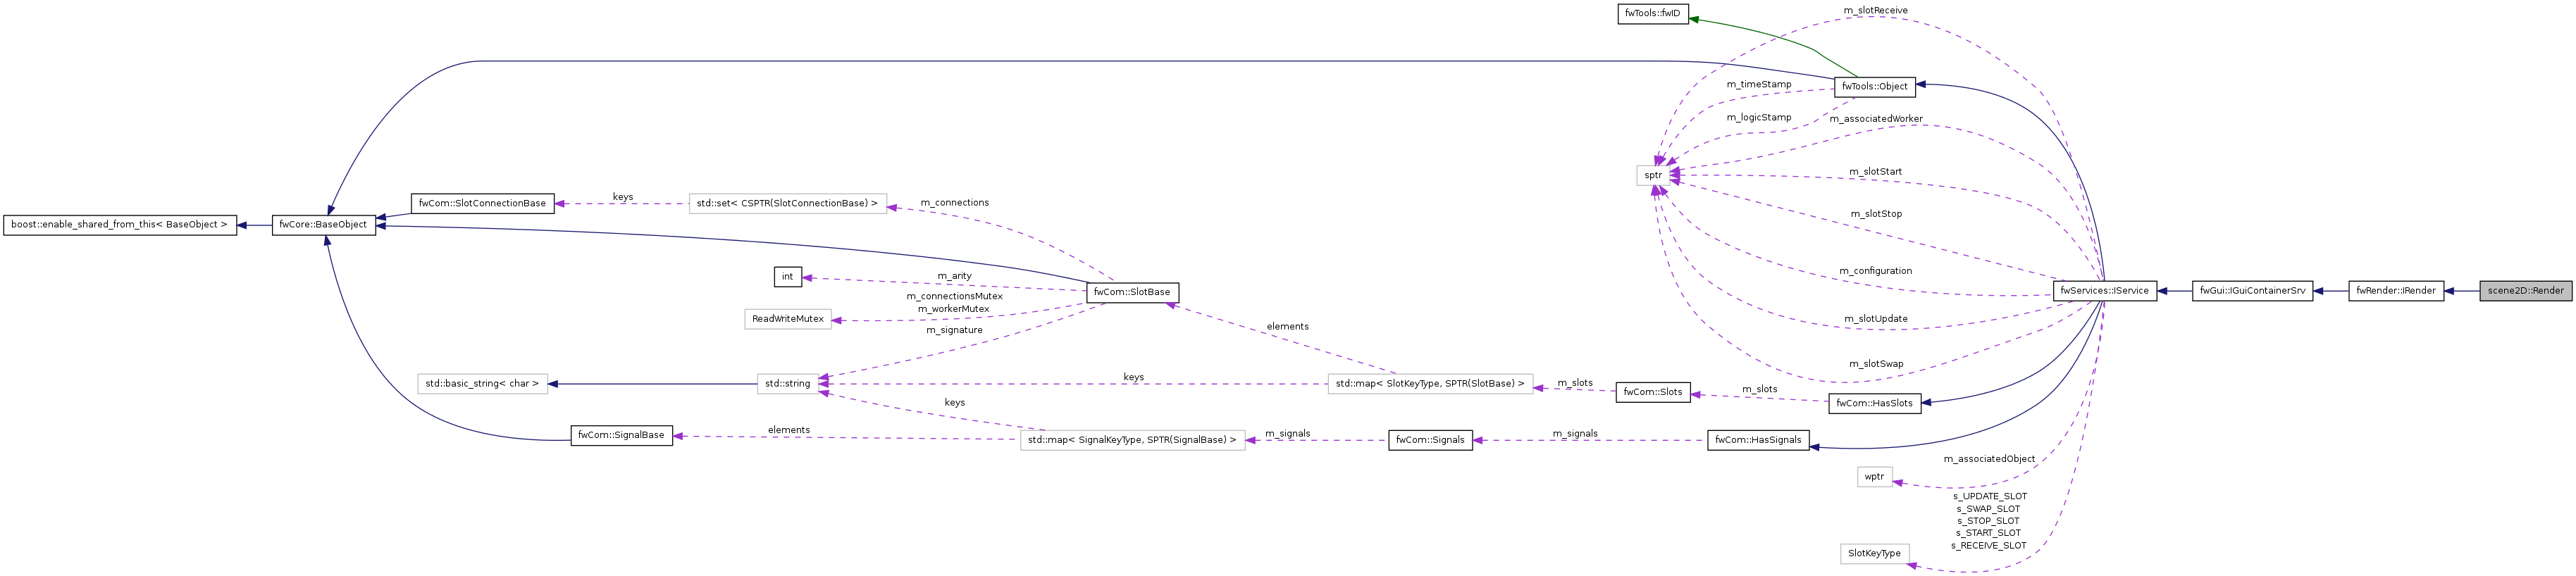 fwTools::fwID
m_slotReceive
m_timeStamp
fwTools::Object
m_logicStamp
m_associatedWorker
sptr
m_slotStart
fwCom::SlotConnectionBase
keys
std::set< CSPTR(SlotConnectionBase) >
m_connections
m_slotStop
boost::enable_shared_from_this< BaseObject >
fwCore::BaseObject
int
m_arity
m_configuration
fwCom::SlotBase
fwServices::IService
fwGui::IGuiContainerSrv
fwRender::IRender
scene2D::Render
m_connectionsMutex
m_workerMutex
ReadWriteMutex
m_signature
elements
m_slotUpdate
m_slotSwap
std::basic_string< char >
std::string
keys
std::map< SlotKeyType, SPTR(SlotBase) >
m_slots
fwCom::Slots
m_slots
fwCom::HasSlots
keys
fwCom::SignalBase
elements
std::map< SignalKeyType, SPTR(SignalBase) >
m_signals
fwCom::Signals
m_signals
fwCom::HasSignals
m_associatedObject
wptr
s_UPDATE_SLOT
s_SWAP_SLOT
s_STOP_SLOT
s_START_SLOT
s_RECEIVE_SLOT
SlotKeyType